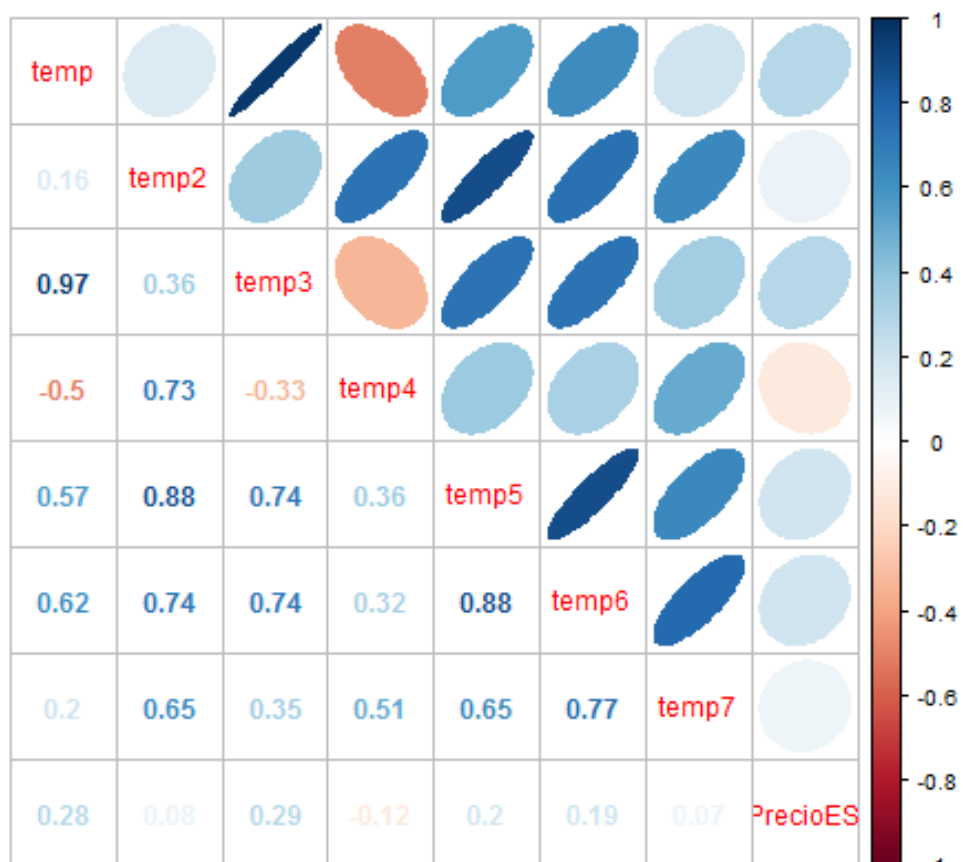 temp
0.16 temp2
0.97 0.36 temp3
-0.5 0.73 -0.33 temp4
0.57 0.88 0.74 0.36 temp5
0.62 0.74 0.74 0.32 0.88 temp6
0.2 0.65 0.35 0.51 0.65 0.77 temp7
0.28 0.08 0.29 -0.12 0.2 0.19 0.07 PrecioES
1
0.8
0.6
0.4
0.2
0
-0.2
-0.4
-0.6
-0.8
-1